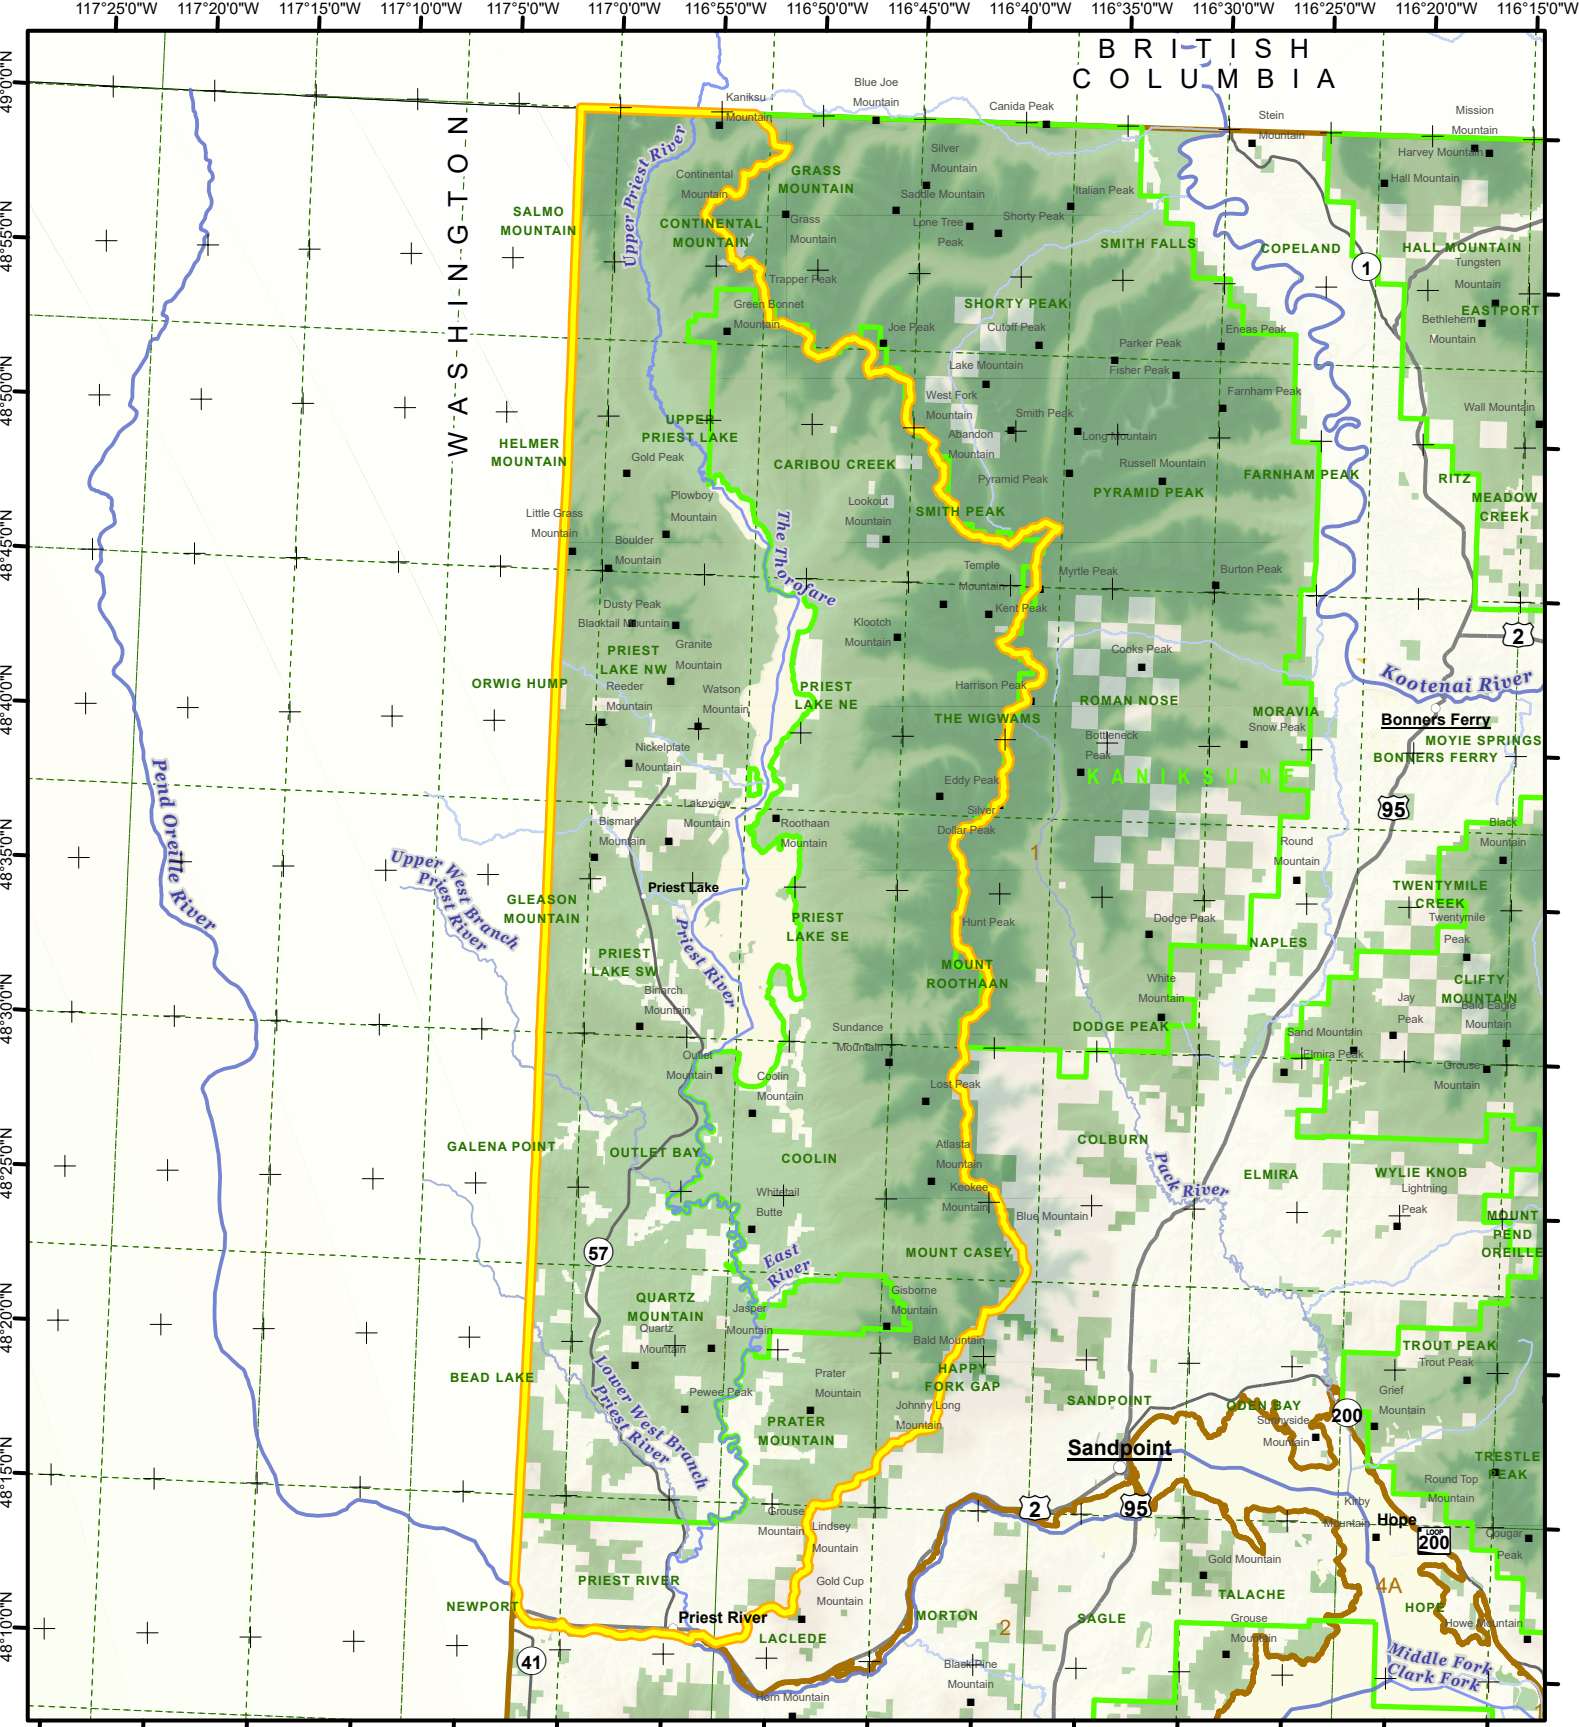 117°25'0"W 117°20'0"W 117°15'0"W 117°10'0"W 117°5'0"W 117°0'0"W 116°55'0"W 116°50'0"W 116°45'0"W 116°40'0"W 116°35'0"W 116°30'0"W 116°25'0"W 116°20'0"W 116°15'0"W
49°0'0"N
48°55'0"N
48°50'0"N
48°45'0"N
48°40'0"N
48°35'0"N
48°30'0"N
48°25'0"N
48°20'0"N
48°15'0"N
48°10'0"N
BRITISH
COLUMBIA
WASHINGTON
Kaniksu
Mountain
Blue Joe
Mountain
Canida Peak
Stein
Mountain
Mission
Mountain
Harvey Mountain
Hall Mountain
Upper Priest River
Continental
Mountain
GRASS
MOUNTAIN
Silver
Mountain
Saddle Mountain
Italian Peak
SALMO
MOUNTAIN
CONTINENTAL
MOUNTAIN
Grass
Mountain
Lone Tree
Peak
Shorty Peak
SMITH FALLS
COPELAND
HALL MOUNTAIN
1
Tungsten
Mountain
Trapper Peak
Green Bonnet
Mountain
SHORTY PEAK
EASTPORT
Joe Peak
Cutoff Peak
Eneas Peak
Bethlehem
Mountain
Parker Peak
Lake Mountain
Fisher Peak
West Fork
Mountain
Farnham Peak
Wall Mountain
UPPER
PRIEST LAKE
Smith Peak
Abandon
Mountain
Long Mountain
HELMER
MOUNTAIN
Gold Peak
CARIBOU CREEK
Russell Mountain
FARNHAM PEAK
RITZ
Pyramid Peak
PYRAMID PEAK
Plowboy
Mountain
Lookout
Mountain
SMITH PEAK
MEADOW
CREEK
Little Grass
Mountain
Boulder
Mountain
The Thorofare
Temple
Mountain
Myrtle Peak
Burton Peak
Dusty Peak
Kent Peak
Blacktail Mountain
Klootch
Mountain
2
Granite
Mountain
PRIEST
LAKE NW
Cooks Peak
ORWIG HUMP
Reeder
Mountain
Watson
Mountain
PRIEST
LAKE NE
Harrison Peak
ROMAN NOSE
Kootenai River
THE WIGWAMS
MORAVIA
Bonners Ferry
Snow Peak
Bottleneck
Peak
MOYIE SPRINGS
BONNERS FERRY
Nickelplate
Mountain
KANIKSU NF
Pend Oreille River
Eddy Peak
95
Lakeview
Mountain
Silver
Dollar Peak
Bismark
Mountain
Roothaan
Mountain
Black
Mountain
1
Round
Mountain
Upper West Branch
Priest River
Priest Lake
TWENTYMILE
CREEK
GLEASON
MOUNTAIN
Twentymile
Peak
PRIEST
LAKE SE
Hunt Peak
Dodge Peak
Priest River
NAPLES
PRIEST
LAKE SW
MOUNT
ROOTHAAN
White
Mountain
CLIFTY
MOUNTAIN
Binarch
Mountain
Jay
Peak
Bald Eagle
Mountain
DODGE PEAK
Sundance
Mountain
Sand Mountain
Elmira Peak
Outlet
Mountain
Coolin
Mountain
Lost Peak
Grouse
Mountain
GALENA POINT
OUTLET BAY
COOLIN
Atlasta
Mountain
COLBURN
Pack River
ELMIRA
WYLIE KNOB
Keokee
Mountain
Lightning
Peak
Whitetail
Butte
Blue Mountain
MOUNT
PEND
OREILLE
57
East
River
MOUNT CASEY
QUARTZ
MOUNTAIN
Jasper
Mountain
Gisborne
Mountain
Quartz
Mountain
Bald Mountain
TROUT PEAK
Trout Peak
BEAD LAKE
Lower West Branch
Priest River
Pewee Peak
Prater
Mountain
HAPPY
FORK GAP
SANDPOINT
Grief
Mountain
ODEN BAY
200
Johnny Long
Mountain
Sunnyside
Mountain
PRATER
MOUNTAIN
Sandpoint
TRESTLE
PEAK
Round Top
Mountain
Grouse
Mountain
Lindsey
Mountain
2
95
Kirby
Mountain
Hope
LOOP
200
Cougar
Peak
Gold Mountain
PRIEST RIVER
Gold Cup
Mountain
TALACHE
4A
NEWPORT
Priest River
MORTON
SAGLE
HOPE
Grouse
Mountain
Howe Mountain
LACLEDE
2
41
Black Pine
Mountain
Middle Fork
Clark Fork
Horn Mountain